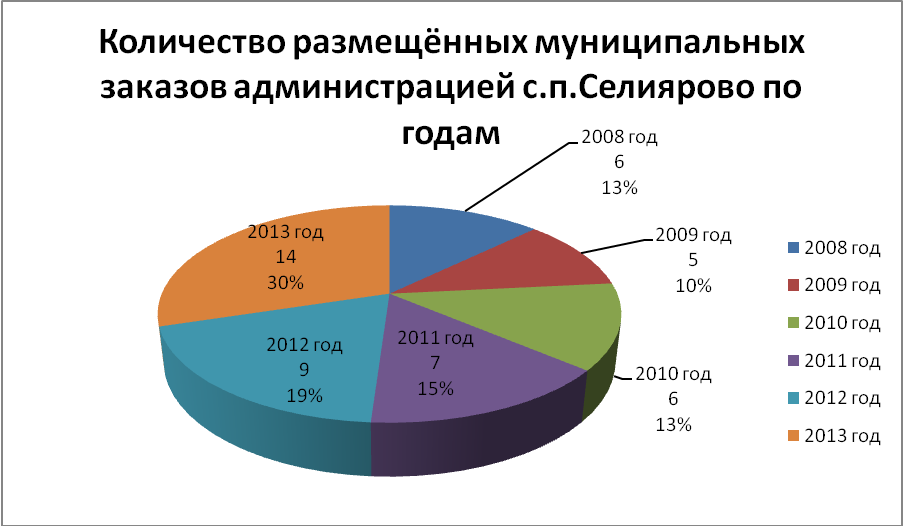 Количество размещённых муниципальных
заказов администрацией с.п.Селиярово по
годам
2008 год
6
13%
2009 год
5
10%
2010 год
6
13%
2011 год
7
15%
2012 год
9
19%
2013 год
14
30%
2008 год
2009 год
2010 год
2011 год
2012 год
2013 год